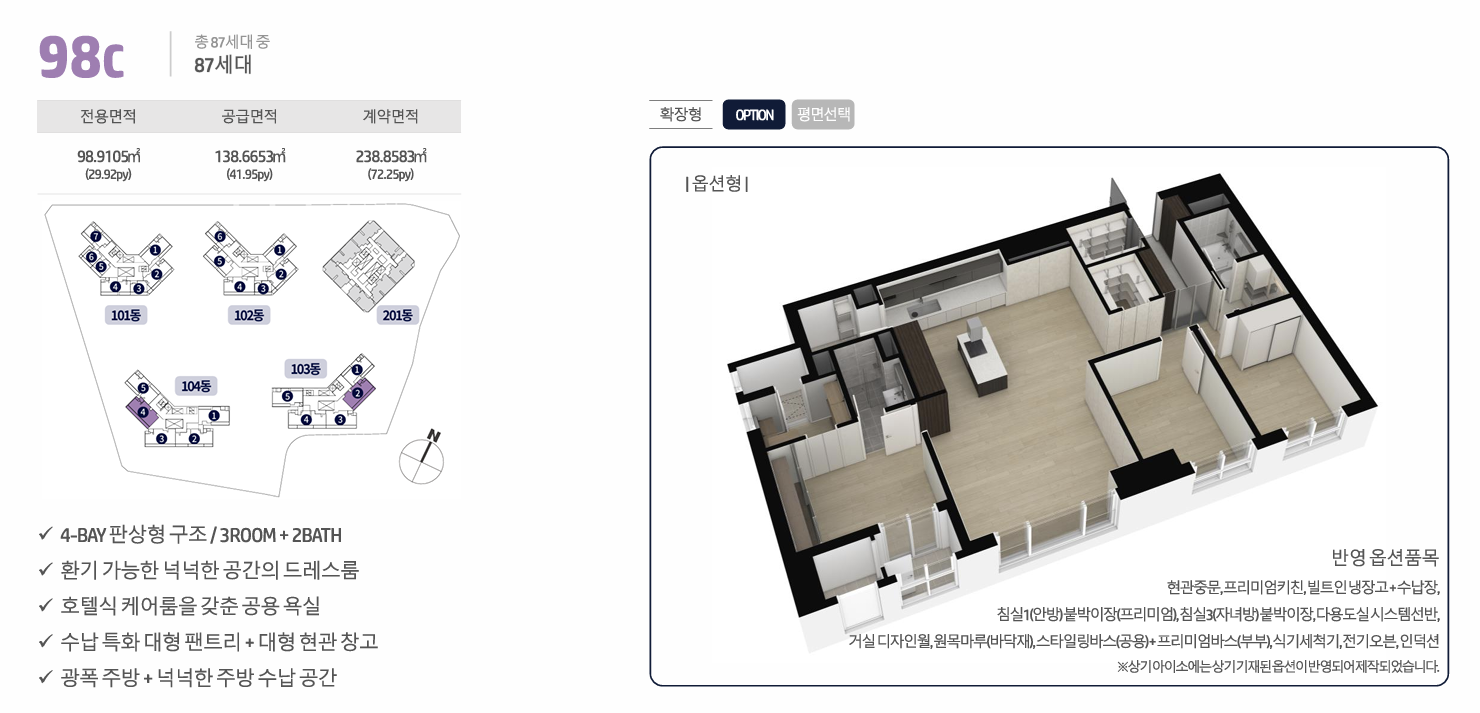 98C
총 87세대 중
87세대
전용면적 공급면적 계약면적
98.9105㎡ 138.6653㎡ 238.8583㎡
(29.92py) (41.95py) (72.25py)
7 6 5 4 3 2 1
101동
6 5 4 3 2 1
102동
201동
103동
1 2 3 4 5
104동
5 4 3 2 1
N
✓ 4-BAY 판상형 구조 / 3ROOM + 2BATH
✓ 환기 가능한 넉넉한 공간의 드레스룸
✓ 호텔식 케어룸을 갖춘 공용 욕실
✓ 수납 특화 대형 팬트리 + 대형 현관 창고
✓ 광폭 주방 + 넉넉한 주방 수납 공간
확장형 OPTION 평면선택
| 옵션형 |
반영 옵션품목
현관중문, 프리미엄키친, 빌트인 냉장고+수납장,
침실1(안방)붙박이장(프리미엄), 침실3(자녀방)붙박이장, 다용도실 시스템선반,
거실 디자인월, 원목마루(바닥재), 스타일링바스(공용)+프리미엄바스(부부), 식기세척기, 전기오븐, 인덕션
※상기 아이소에는 상기 기재된 옵션이 반영되어 제작되었습니다.